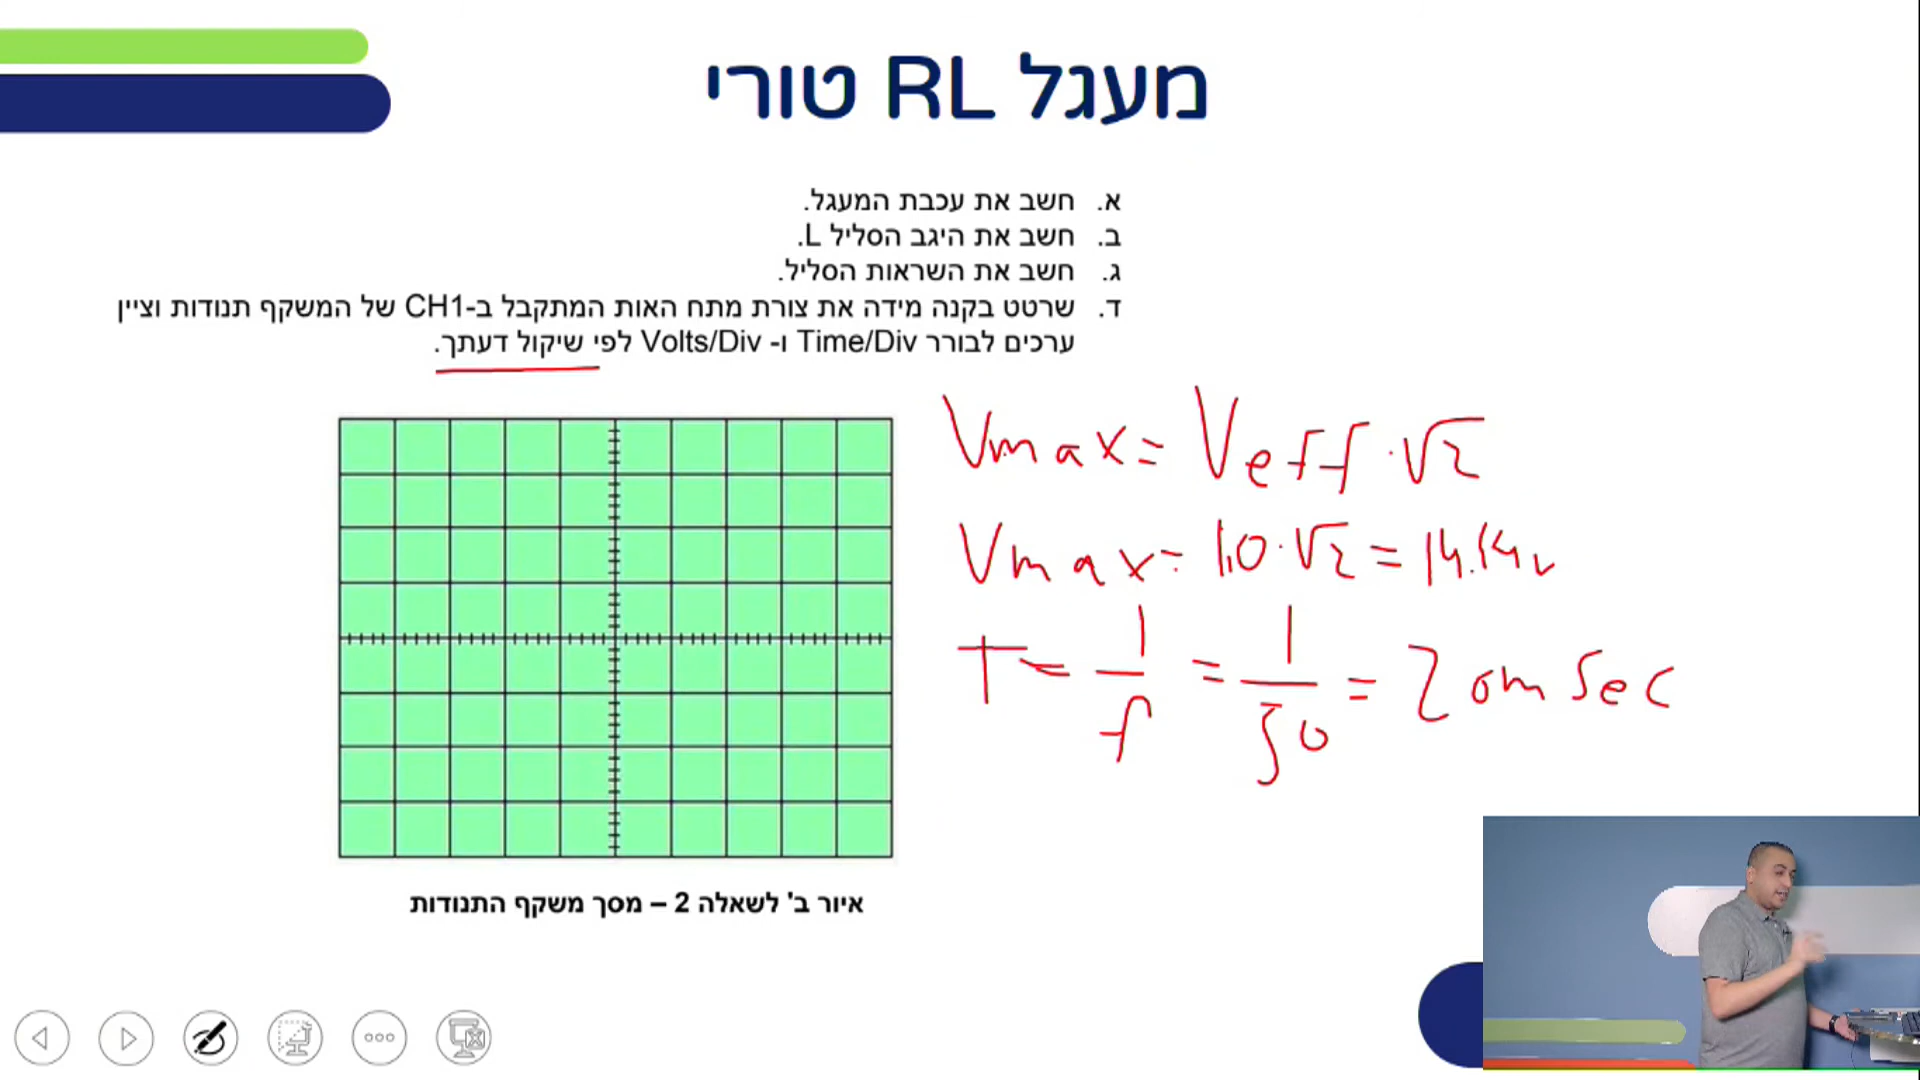 מעגל RL טורי
א. חשב את עכבת המעגל.
ב. חשב את היגב הסליל L.
ג. חשב את השראות הסליל.
ד. שרטט בקנה מידה את צורת מתח האות המתקבל ב-CH1 של המשקף תנודות וציין
ערכים לבורר Time/Div ו- Volts/Div לפי שיקול דעתך.
Vmax = Veff · √2
Vmax = 10 · √2 = 14.14v
T = 1/f = 1/50 = 20m Sec
איור ב' לשאלה 2 – מסך משקף התנודות